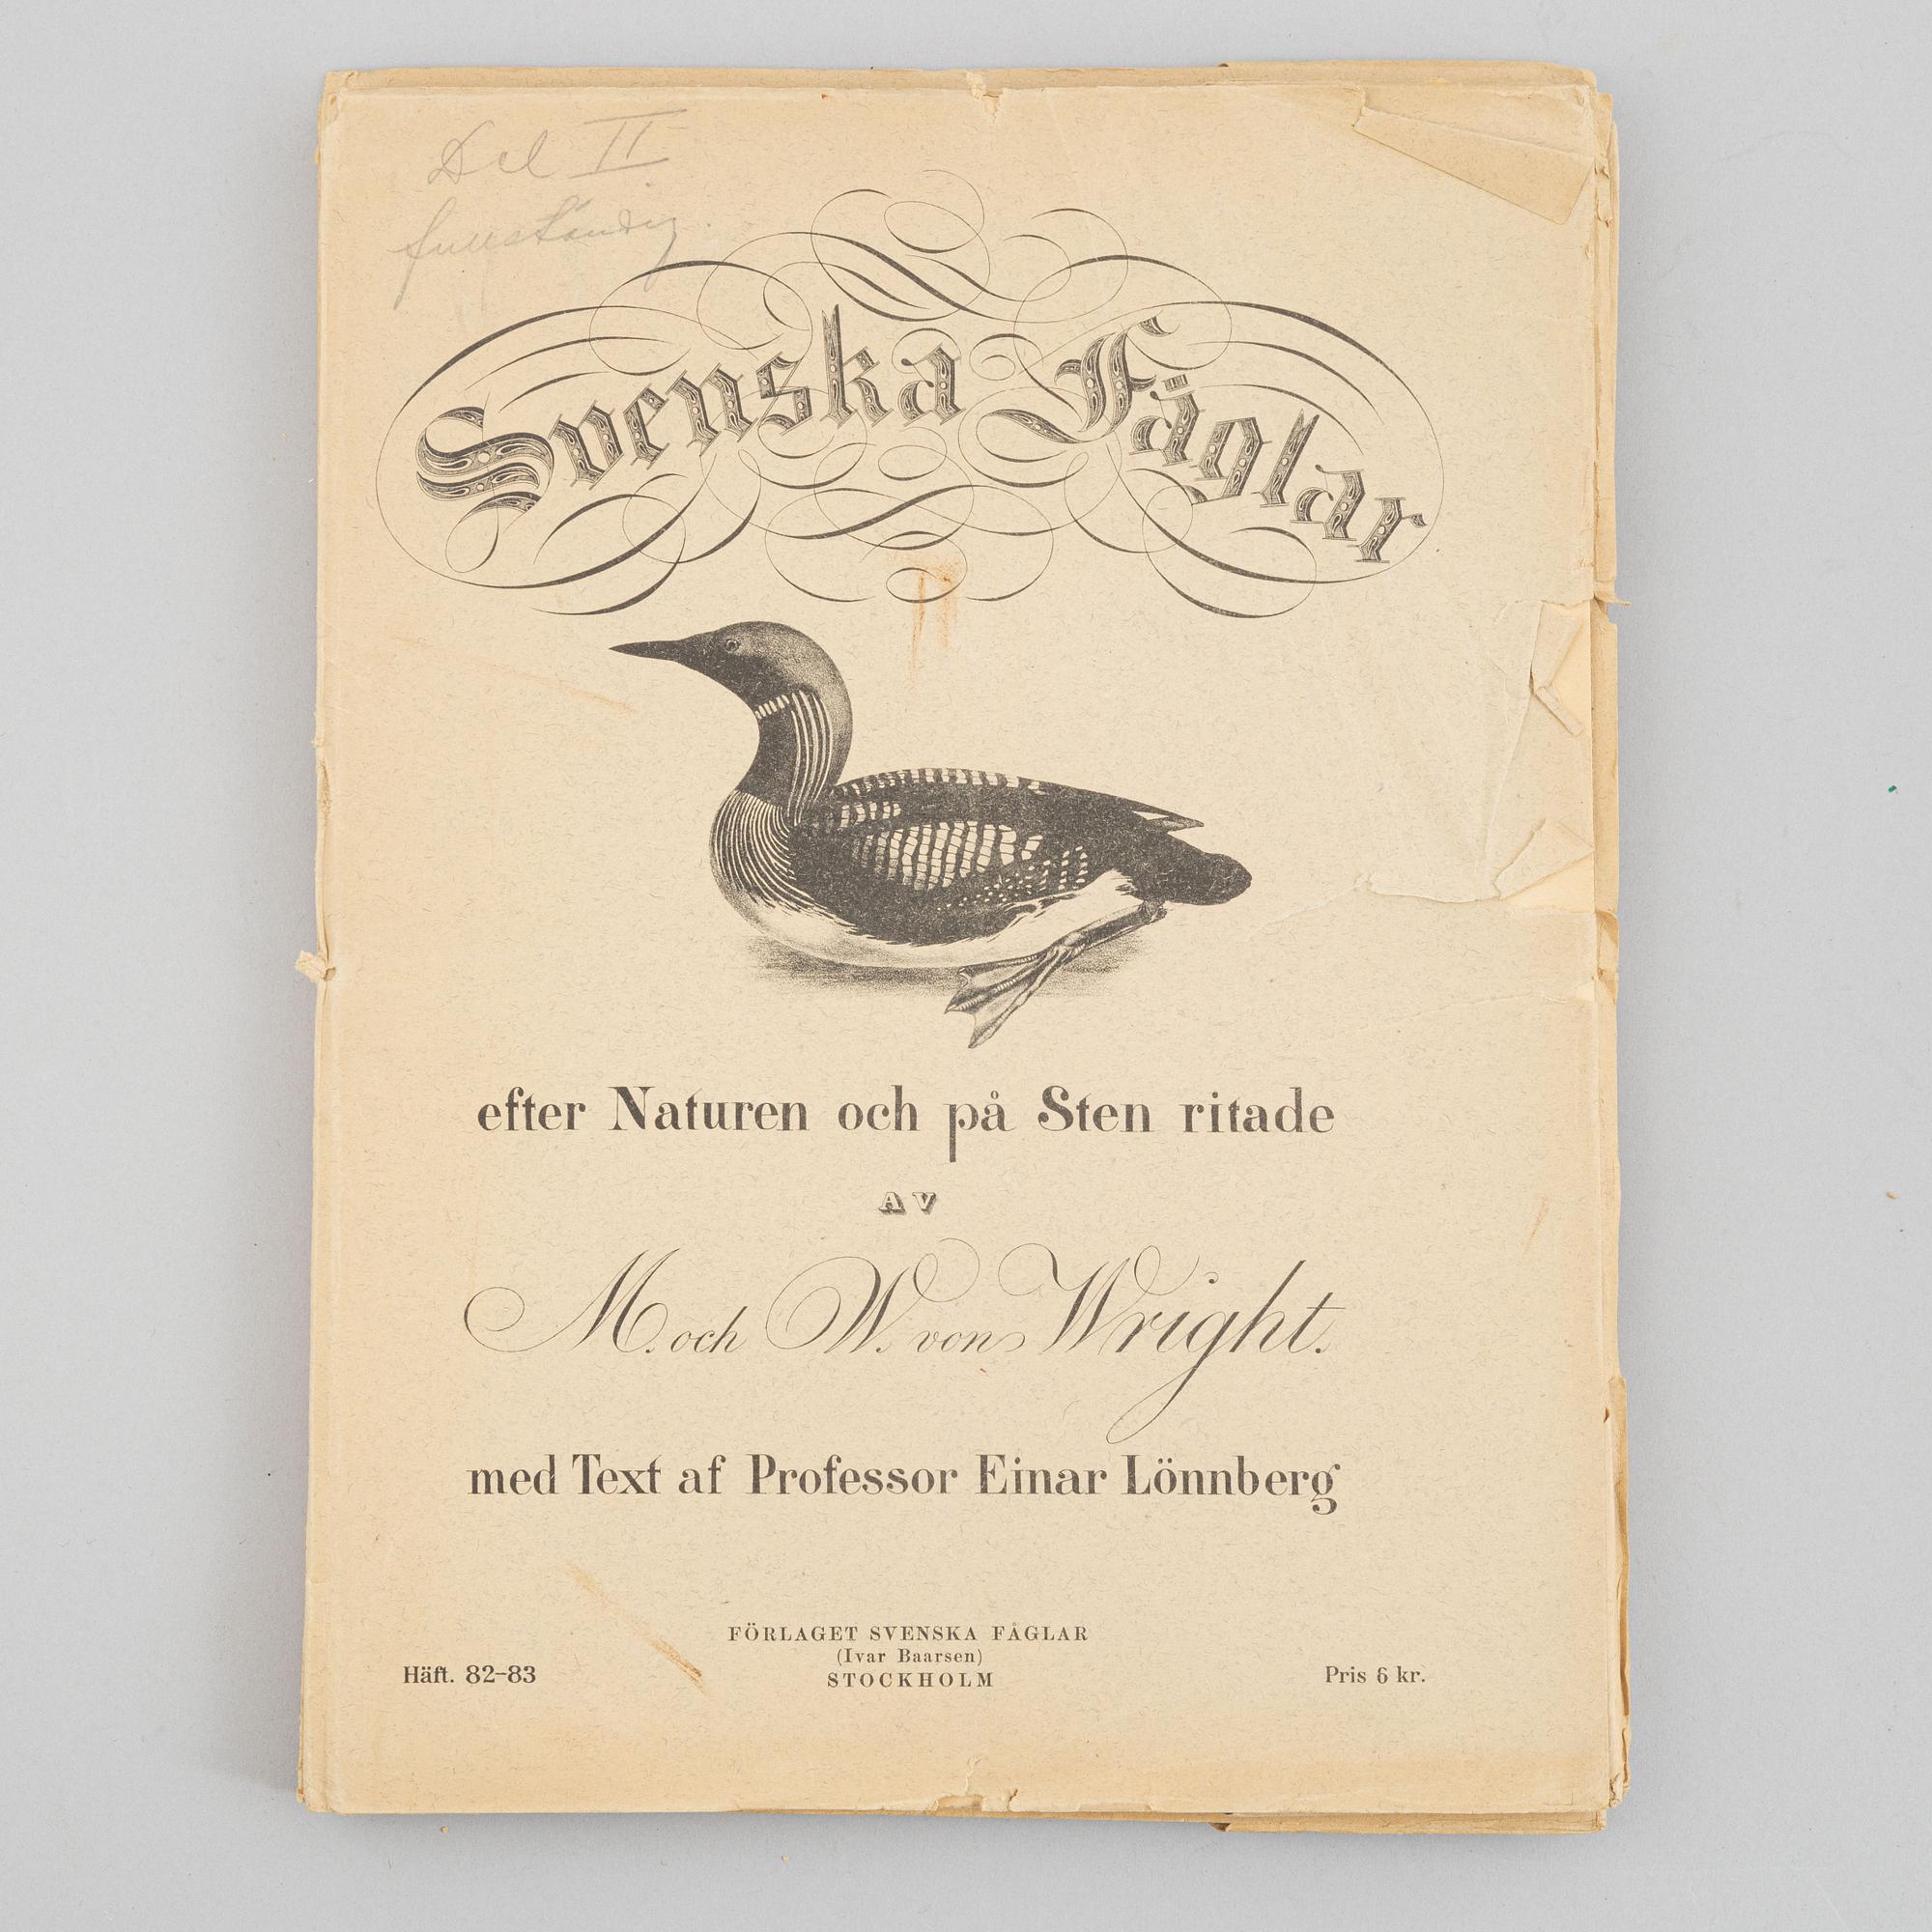 Del II
fullständig.
Svenska Fåglar
efter Naturen och på Sten ritade
AV
M. och W. von Wright.
med Text af Professor Einar Lönnberg
FÖRLAGET SVENSKA FÅGLAR
(Ivar Baarsen)
STOCKHOLM
Häft. 82-83
Pris 6 kr.